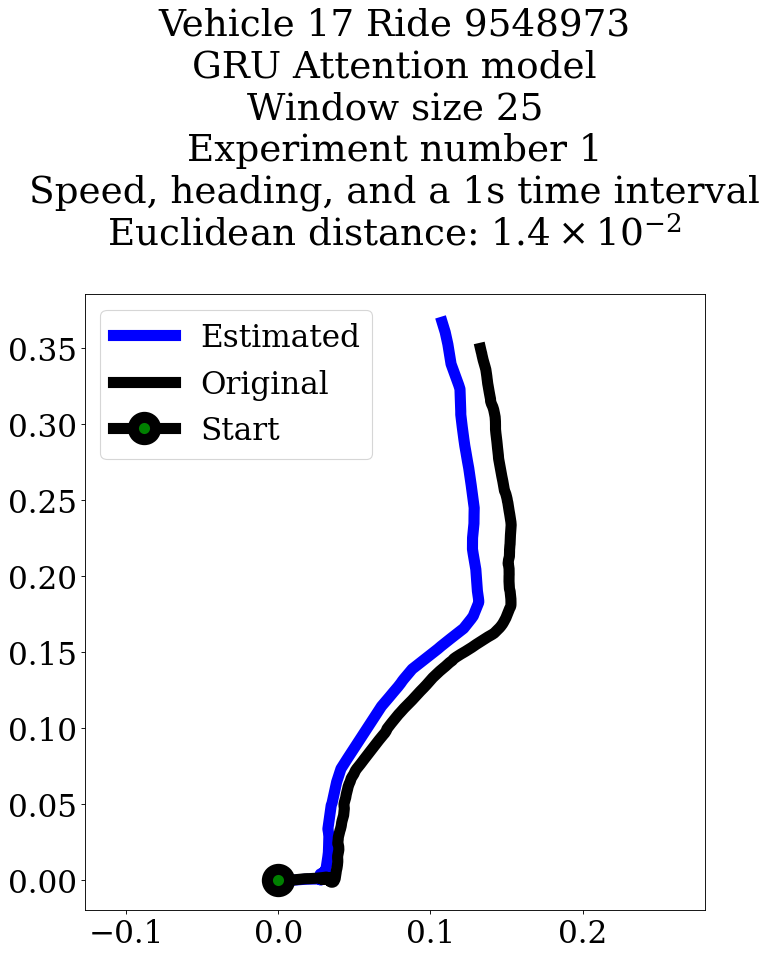 Vehicle 17 Ride 9548973
GRU Attention model
Window size 25
Experiment number 1
Speed, heading, and a 1s time interval
Euclidean distance: 1.4 × 10⁻²
Estimated
Original
Start
0.35
0.30
0.25
0.20
0.15
0.10
0.05
0.00
−0.1 0.0 0.1 0.2